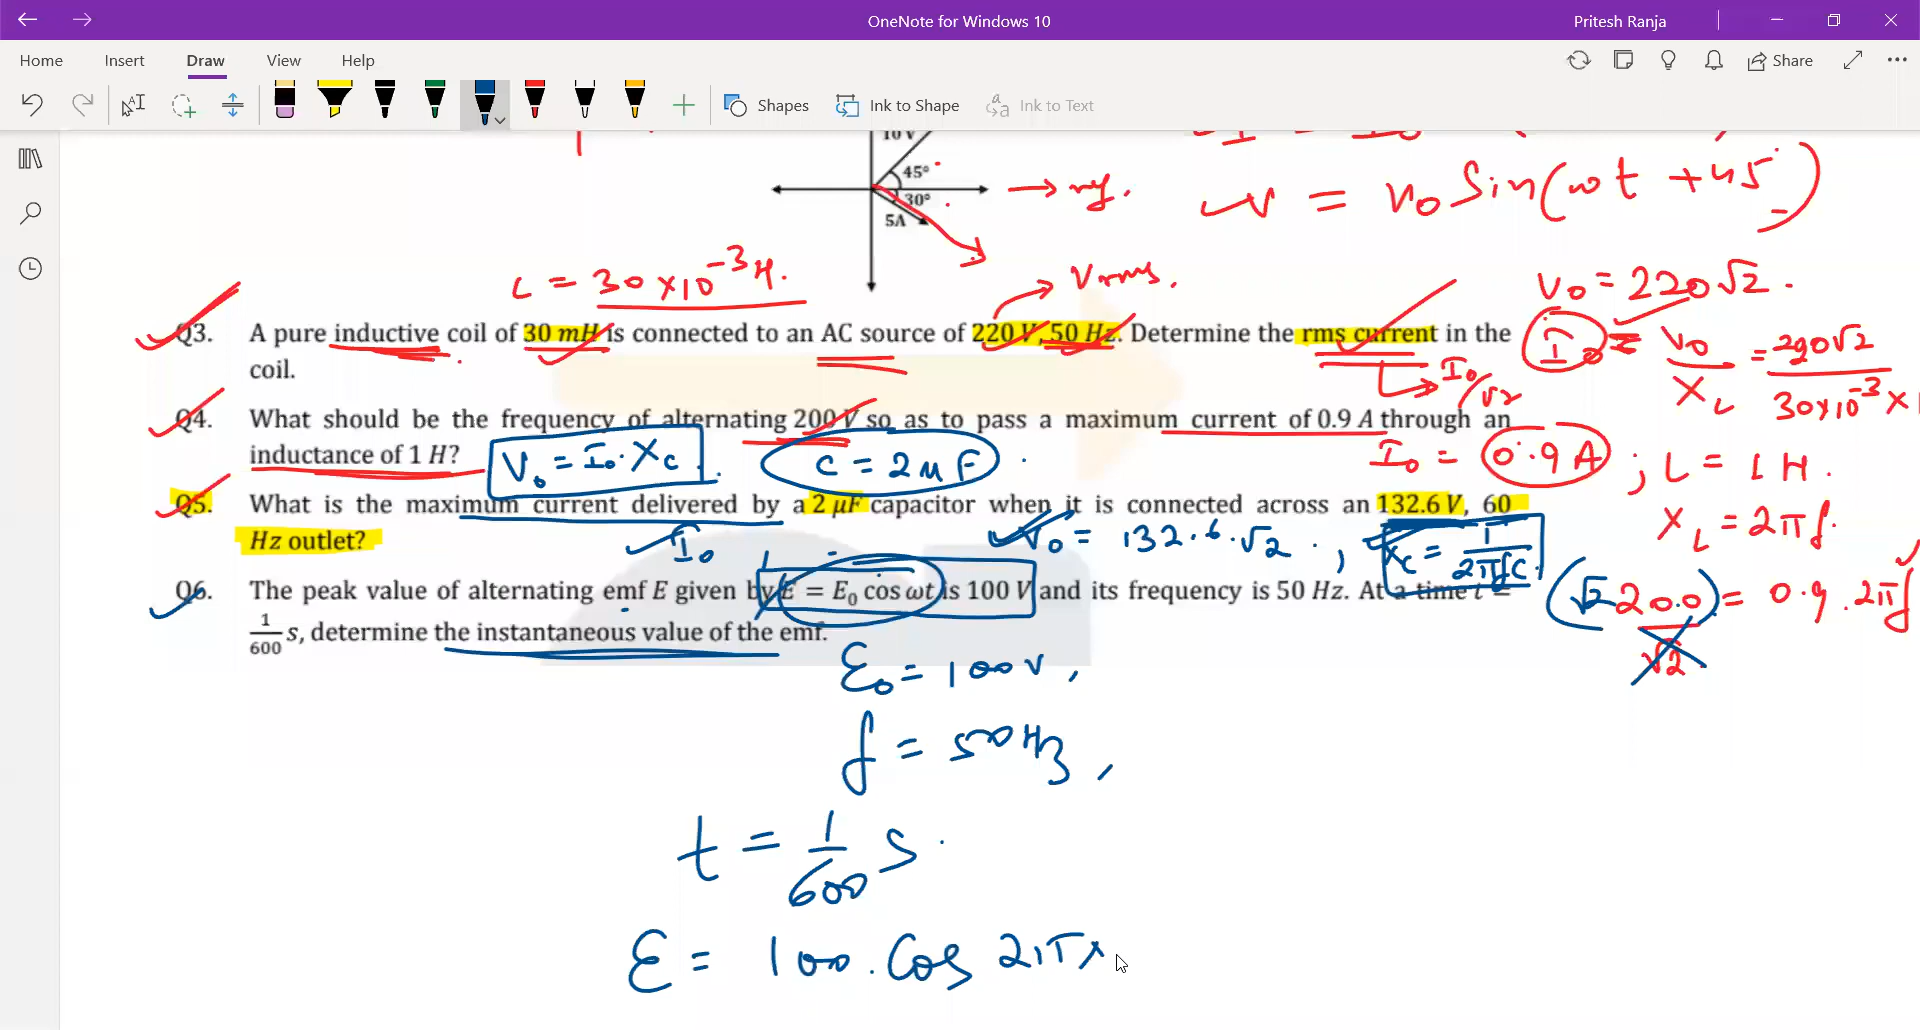 OneNote for Windows 10
Pritesh Ranja
Home Insert Draw View Help
Share
Shapes Ink to Shape Ink to Text
10 V
45°
30°
5A
V = V₀ Sin(ωt + 45)
L = 30×10⁻³ H.
Vrms.
V₀ = 220√2.
Q3. A pure inductive coil of 30 mH is connected to an AC source of 220 V, 50 Hz. Determine the rms current in the
coil.
I₀ = V₀/X_L = 220√2/30×10⁻³×
I₀/√2
Q4. What should be the frequency of alternating 200 V so as to pass a maximum current of 0.9 A through an
inductance of 1 H?
V₀ = I₀ . Xc
C = 2μF
I₀ = 0.9 A ; L = 1 H.
X_L = 2πf.
Q5. What is the maximum current delivered by a 2 μF capacitor when it is connected across an 132.6 V, 60
Hz outlet?
I₀
V₀ = 132.6.√2 . , Xc = 1/2πfC.
√2 200 = 0.9 . 2πf
√2
Q6. The peak value of alternating emf E given by E = E₀ cos ωt is 100 V and its frequency is 50 Hz. At a time t =
1/600 s, determine the instantaneous value of the emf.
Ɛ₀ = 100V,
f = 50Hz,
t = 1/600 s.
Ɛ = 100. Cos 2π×